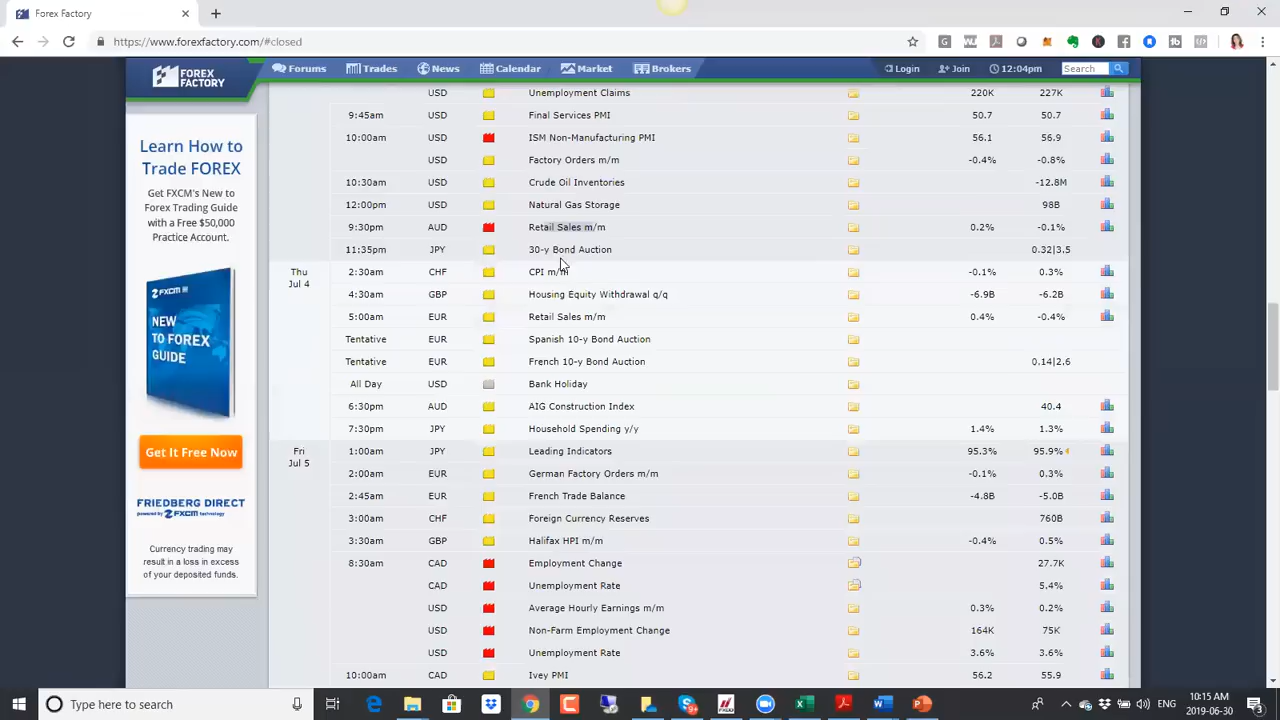 Forex Factory
https://www.forexfactory.com/#closed
FOREX FACTORY
Forums Trades News Calendar Market Brokers Login Join 12:04pm Search
Learn How to
Trade FOREX
Get FXCM's New to
Forex Trading Guide
with a Free $50,000
Practice Account.
FXCM
NEW
TO FOREX
GUIDE
Get It Free Now
FRIEDBERG DIRECT
powered by FXCM technology
Currency trading may
result in a loss in excess
of your deposited funds.
USD Unemployment Claims 220K 227K
9:45am USD Final Services PMI 50.7 50.7
10:00am USD ISM Non-Manufacturing PMI 56.1 56.9
USD Factory Orders m/m -0.4% -0.8%
10:30am USD Crude Oil Inventories -12.8M
12:00pm USD Natural Gas Storage 98B
9:30pm AUD Retail Sales m/m 0.2% -0.1%
11:35pm JPY 30-y Bond Auction 0.32|3.5
Thu
Jul 4
2:30am CHF CPI m/m -0.1% 0.3%
4:30am GBP Housing Equity Withdrawal q/q -6.9B -6.2B
5:00am EUR Retail Sales m/m 0.4% -0.4%
Tentative EUR Spanish 10-y Bond Auction
Tentative EUR French 10-y Bond Auction 0.14|2.6
All Day USD Bank Holiday
6:30pm AUD AIG Construction Index 40.4
7:30pm JPY Household Spending y/y 1.4% 1.3%
Fri
Jul 5
1:00am JPY Leading Indicators 95.3% 95.9%
2:00am EUR German Factory Orders m/m -0.1% 0.3%
2:45am EUR French Trade Balance -4.8B -5.0B
3:00am CHF Foreign Currency Reserves 760B
3:30am GBP Halifax HPI m/m -0.4% 0.5%
8:30am CAD Employment Change 27.7K
CAD Unemployment Rate 5.4%
USD Average Hourly Earnings m/m 0.3% 0.2%
USD Non-Farm Employment Change 164K 75K
USD Unemployment Rate 3.6% 3.6%
10:00am CAD Ivey PMI 56.2 55.9
Type here to search
ENG
10:15 AM
2019-06-30